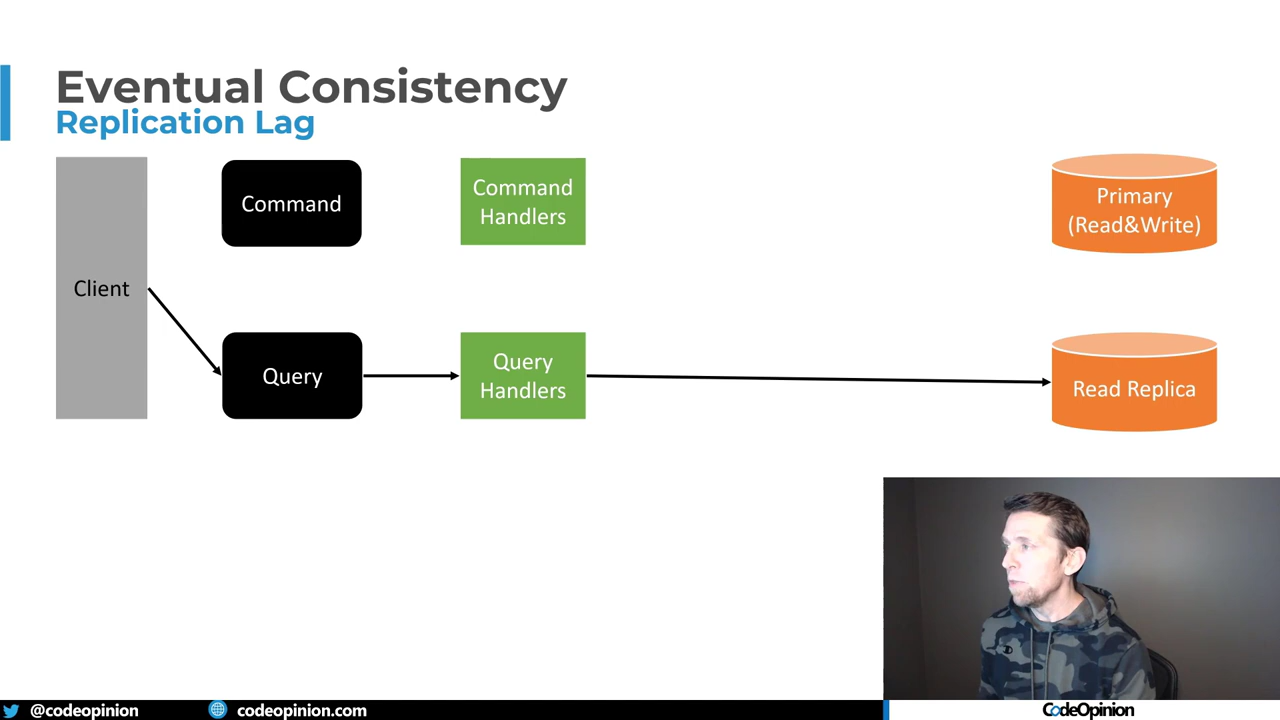 Eventual Consistency
Replication Lag
Client
Command
Command
Handlers
Primary
(Read&Write)
Query
Query
Handlers
Read Replica
@codeopinion
codeopinion.com
CodeOpinion